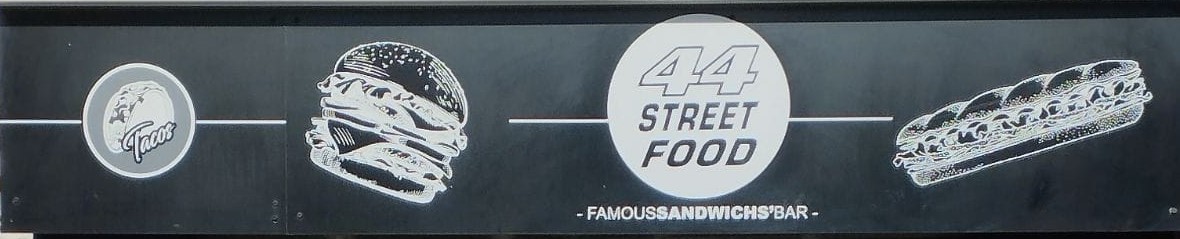 Tacos
44
STREET
FOOD
- FAMOUSSANDWICHS'BAR -